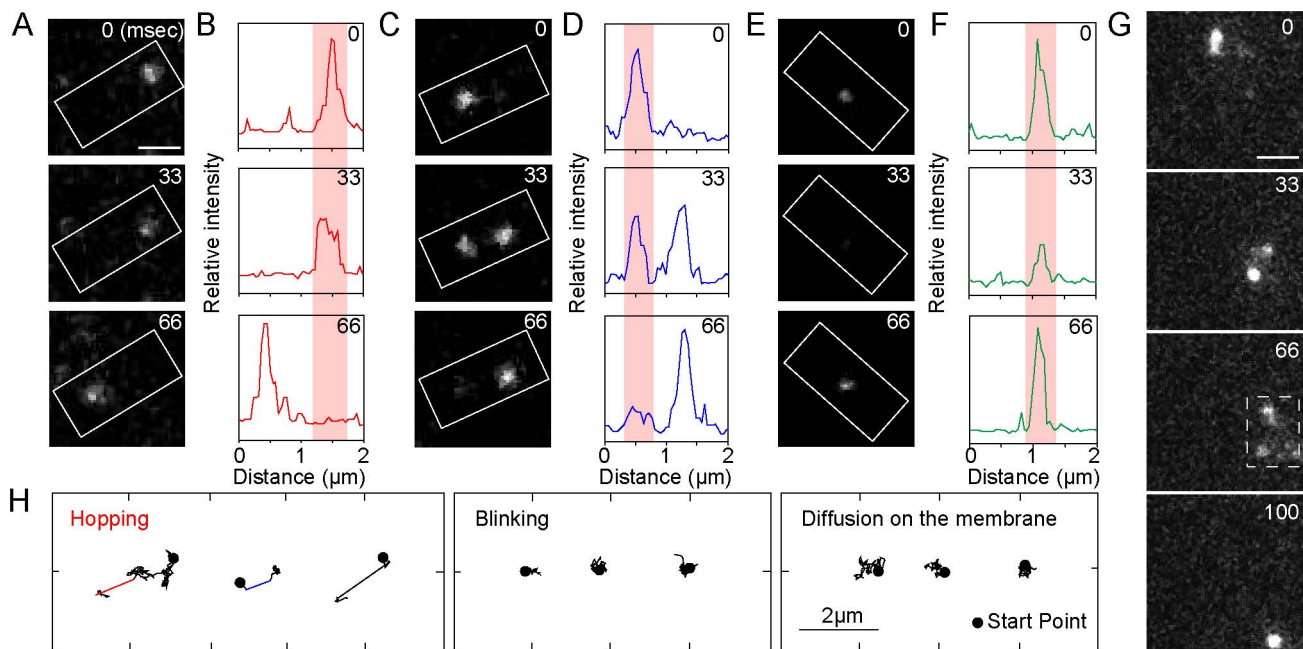 A
0 (msec)
33
66
B
Relative intensity
0
33
66
0 1 2
Distance (µm)
C
0
33
66
D
Relative intensity
0
33
66
0 1 2
Distance (µm)
E
0
33
66
F
Relative intensity
0
33
66
0 1 2
Distance (µm)
G
0
33
66
100
H
Hopping
Blinking
Diffusion on the membrane
2µm
Start Point